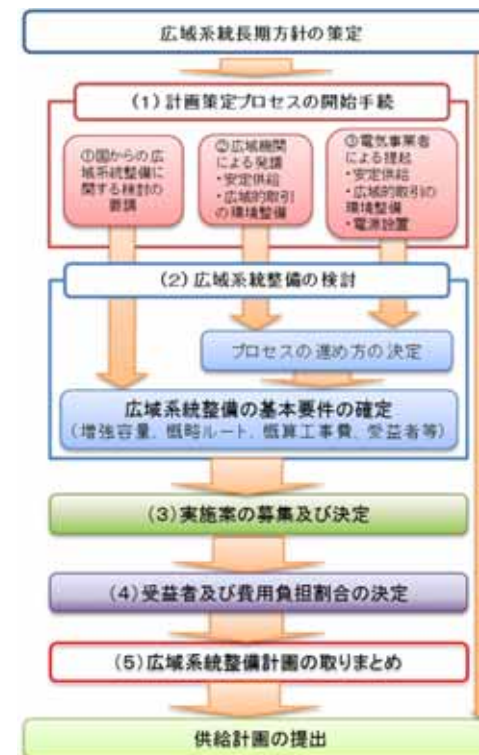 広域系統長期方針の策定
(1)計画策定プロセスの開始手続
①国からの広
域系統整備に
関する検討の
要請
②広域機関
による発議
・安定供給
・広域的取引
の環境整備
③電気事業者
による提起
・安定供給
・広域的取引の
環境整備
・電源設置
(2)広域系統整備の検討
プロセスの進め方の決定
広域系統整備の基本要件の確定
(増強容量、概略ルート、概算工事費、受益者等)
(3)実施案の募集及び決定
(4)受益者及び費用負担割合の決定
(5)広域系統整備計画の取りまとめ
供給計画の提出